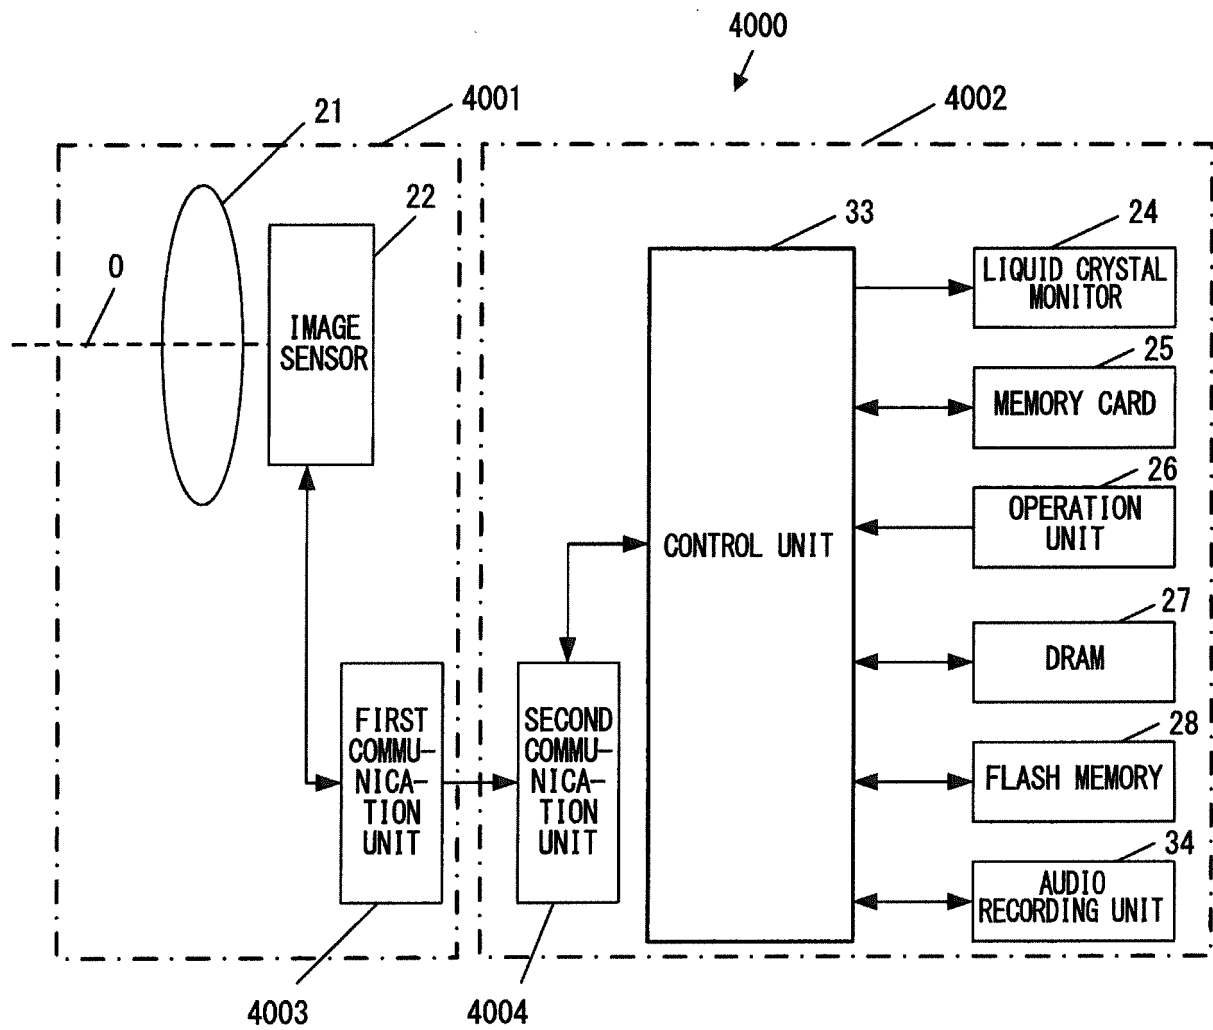 4000
4001
4002
21
22
33
24
LIQUID CRYSTAL
MONITOR
O
IMAGE
SENSOR
25
MEMORY CARD
26
OPERATION
UNIT
CONTROL UNIT
27
DRAM
FIRST
COMMU-
NICA-
TION
UNIT
SECOND
COMMU-
NICA-
TION
UNIT
28
FLASH MEMORY
34
AUDIO
RECORDING UNIT
4003
4004